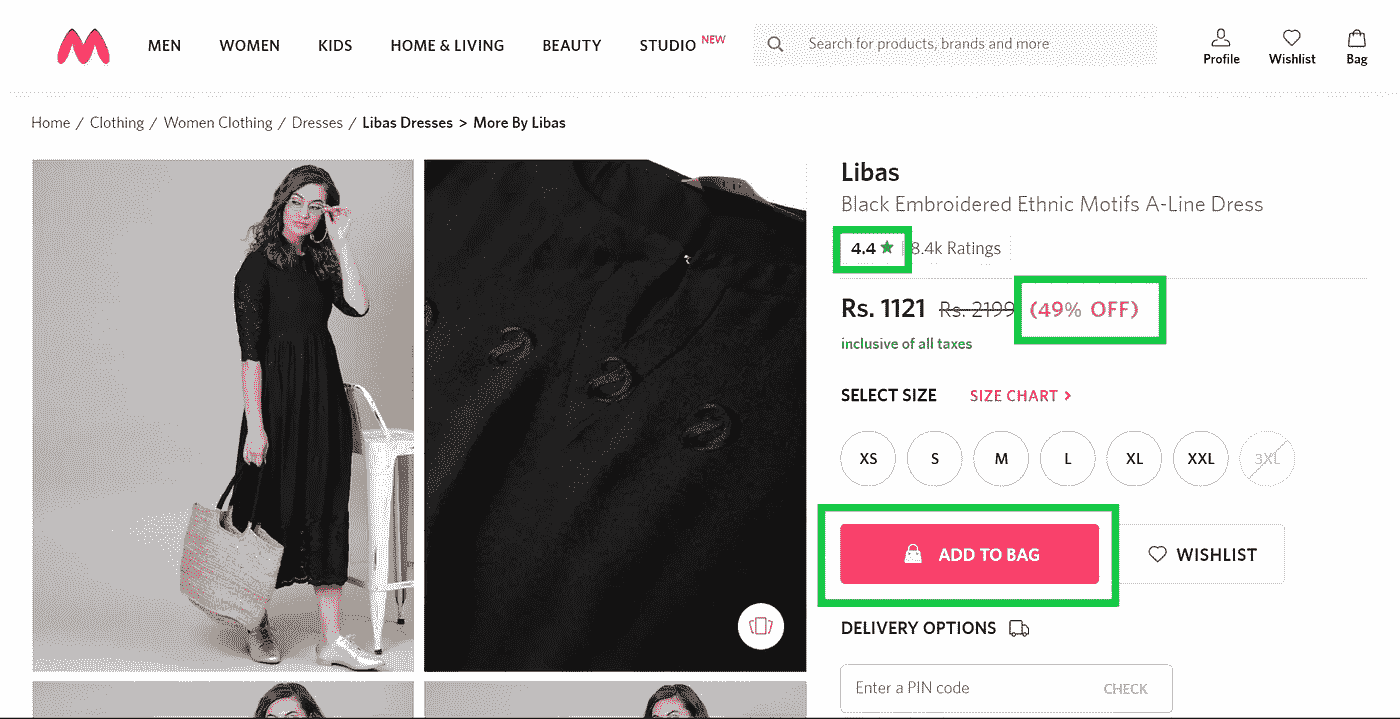 MEN WOMEN KIDS HOME & LIVING BEAUTY STUDIO NEW Search for products, brands and more Profile Wishlist Bag
Home / Clothing / Women Clothing / Dresses / Libas Dresses > More By Libas
Libas
Black Embroidered Ethnic Motifs A-Line Dress
4.4 ★ | 8.4k Ratings
Rs. 1121 Rs. 2199 (49% OFF)
inclusive of all taxes
SELECT SIZE SIZE CHART >
XS S M L XL XXL 3XL
ADD TO BAG WISHLIST
DELIVERY OPTIONS
Enter a PIN code CHECK